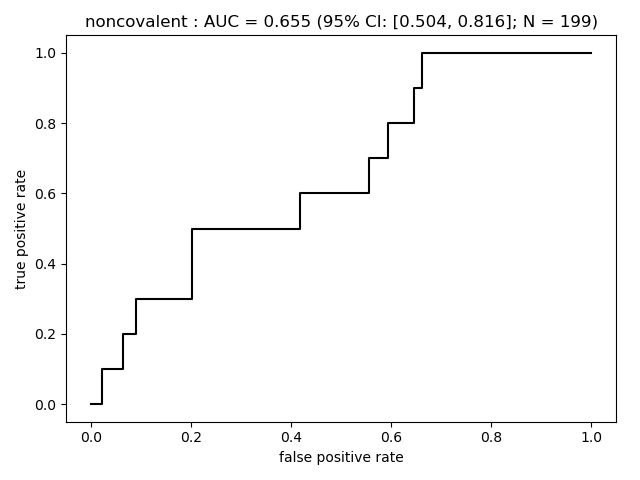 noncovalent : AUC = 0.655 (95% CI: [0.504, 0.816]; N = 199)
true positive rate
1.0
0.8
0.6
0.4
0.2
0.0
0.0 0.2 0.4 0.6 0.8 1.0
false positive rate